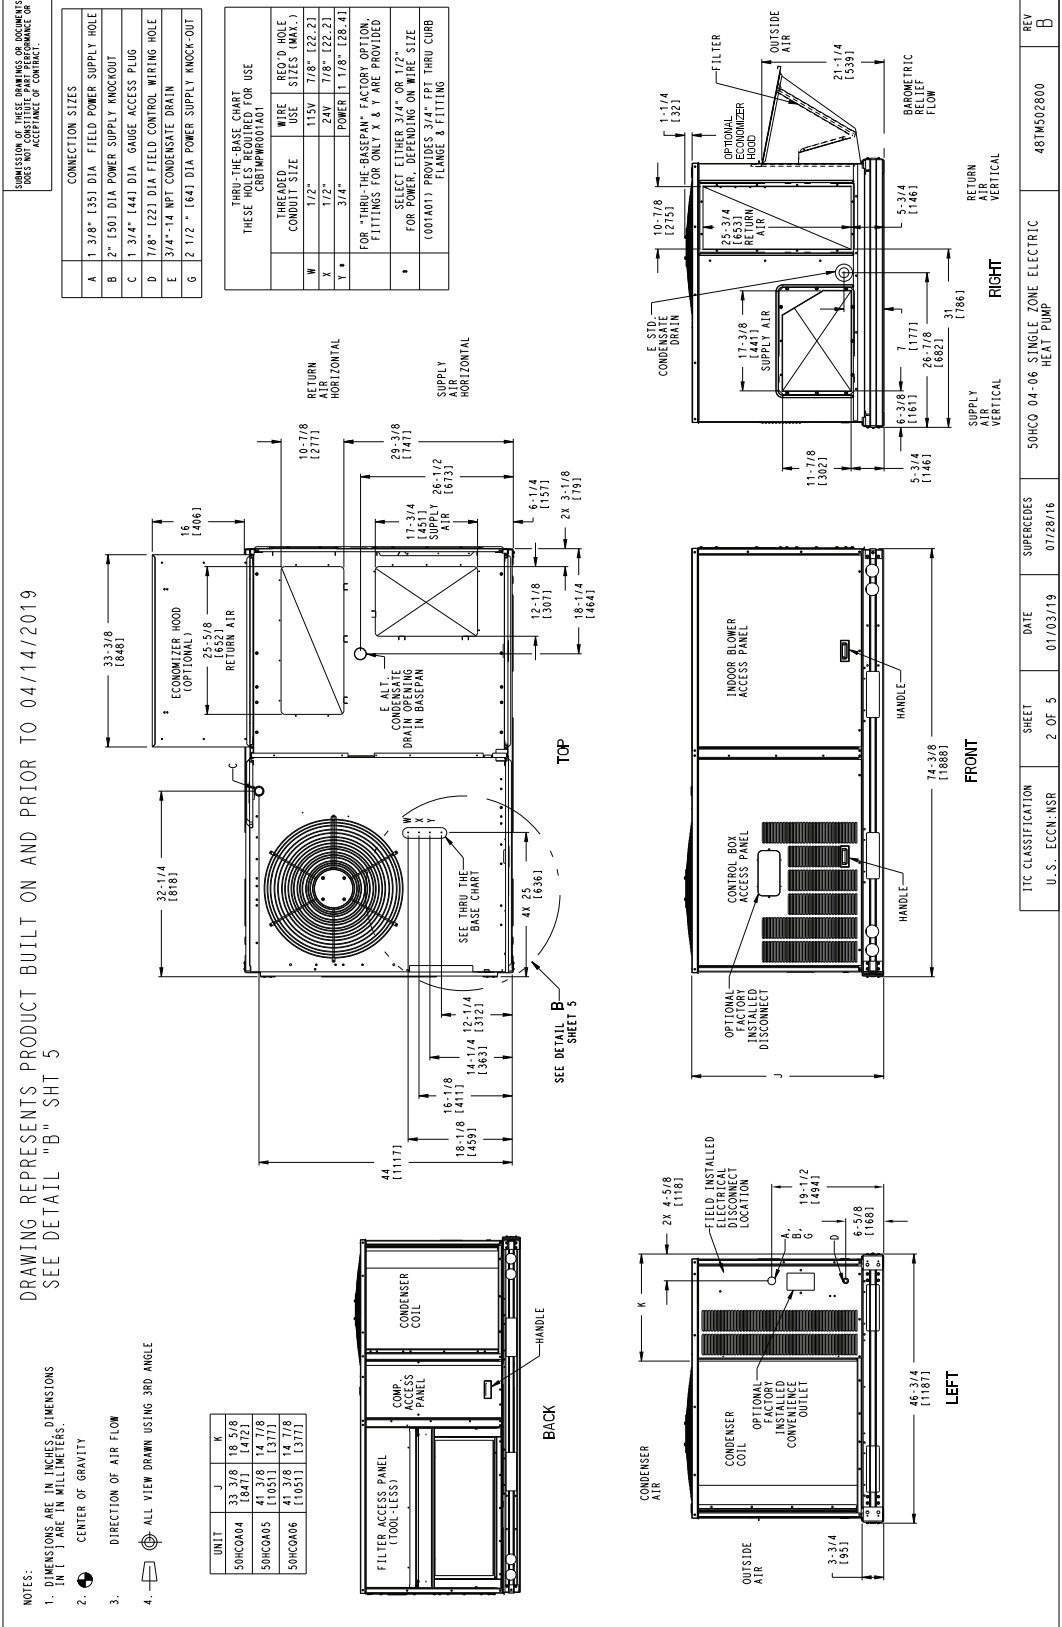 DRAWING REPRESENTS PRODUCT BUILT ON AND PRIOR TO 04/14/2019
SEE DETAIL "B" SHT 5
NOTES:
1. DIMENSIONS ARE IN INCHES, DIMENSIONS
IN [ ] ARE IN MILLIMETERS.
2. CENTER OF GRAVITY
3. DIRECTION OF AIR FLOW
4. ALL VIEW DRAWN USING 3RD ANGLE
UNIT J K
50HCQA04 33 3/8 [847] 18 5/8 [472]
50HCQA05 41 3/8 [1051] 14 7/8 [377]
50HCQA06 41 3/8 [1051] 14 7/8 [377]
SUBMISSION OF THESE DRAWINGS OR DOCUMENTS
DOES NOT CONSTITUTE PART PERFORMANCE OR
ACCEPTANCE OF CONTRACT.
CONNECTION SIZES
A 1 3/8" [35] DIA FIELD POWER SUPPLY HOLE
B 2" [50] DIA POWER SUPPLY KNOCKOUT
C 1 3/4" [44] DIA GAUGE ACCESS PLUG
D 7/8" [22] DIA FIELD CONTROL WIRING HOLE
E 3/4"-14 NPT CONDENSATE DRAIN
G 2 1/2 " [64] DIA POWER SUPPLY KNOCK-OUT
THRU-THE-BASE CHART
THESE HOLES REQUIRED FOR USE
CRBTMPWR001A01
THREADED CONDUIT SIZE WIRE USE REQ'D HOLE SIZES (MAX.)
W 1/2" 115V 7/8" [22.2]
X 1/2" 24V 7/8" [22.2]
Y * 3/4" POWER 1 1/8" [28.4]
FOR "THRU-THE-BASEPAN" FACTORY OPTION,
FITTINGS FOR ONLY X & Y ARE PROVIDED
* SELECT EITHER 3/4" OR 1/2"
FOR POWER, DEPENDING ON WIRE SIZE
(001A01) PROVIDES 3/4" FPT THRU CURB
FLANGE & FITTING
33-3/8
[848]
16
[406]
ECONOMIZER HOOD
(OPTIONAL)
25-5/8
[652]
RETURN AIR
10-7/8
[277]
RETURN
AIR
HORIZONTAL
29-3/8
[747]
26-1/2
[673]
17-3/4
[451]
SUPPLY
AIR
SUPPLY
AIR
HORIZONTAL
6-1/4
[157]
2X 3-1/8
[79]
12-1/8
[307]
18-1/4
[464]
E ALT.
CONDENSATE
DRAIN OPENING
IN BASEPAN
C
32-1/4
[818]
W
X
Y
SEE THRU THE
BASE CHART
4X 25
[636]
12-1/4
[312]
14-1/4
[363]
16-1/8
[411]
18-1/8
[459]
44
[1117]
SEE DETAIL B
SHEET 5
TOP
FILTER ACCESS PANEL
(TOOL-LESS)
COMP.
ACCESS
PANEL
CONDENSER
COIL
HANDLE
BACK
CONDENSER
AIR
OUTSIDE
AIR
3-3/4
[95]
CONDENSER
COIL
OPTIONAL
FACTORY
INSTALLED
CONVENIENCE
OUTLET
K
2X 4-5/8
[118]
FIELD INSTALLED
ELECTRICAL
DISCONNECT
LOCATION
19-1/2
[494]
A,
B,
G
D
6-5/8
[168]
46-3/4
[1187]
LEFT
J
OPTIONAL
FACTORY
INSTALLED
DISCONNECT
CONTROL BOX
ACCESS PANEL
INDOOR BLOWER
ACCESS PANEL
HANDLE
HANDLE
74-3/8
[1888]
FRONT
E STD.
CONDENSATE
DRAIN
10-7/8
[275]
1-1/4
[32]
FILTER
OPTIONAL
ECONOMIZER
HOOD
OUTSIDE
AIR
21-1/4
[539]
BAROMETRIC
RELIEF
FLOW
25-3/4
[653]
RETURN
AIR
17-3/8
[441]
SUPPLY AIR
11-7/8
[302]
5-3/4
[146]
6-3/8
[161]
7
[177]
26-7/8
[682]
31
[786]
5-3/4
[146]
SUPPLY
AIR
VERTICAL
RETURN
AIR
VERTICAL
RIGHT
ITC CLASSIFICATION
U.S. ECCN:NSR
SHEET
2 OF 5
DATE
01/03/19
SUPERCEDES
07/28/16
50HCQ 04-06 SINGLE ZONE ELECTRIC
HEAT PUMP
48TM502800
REV
B